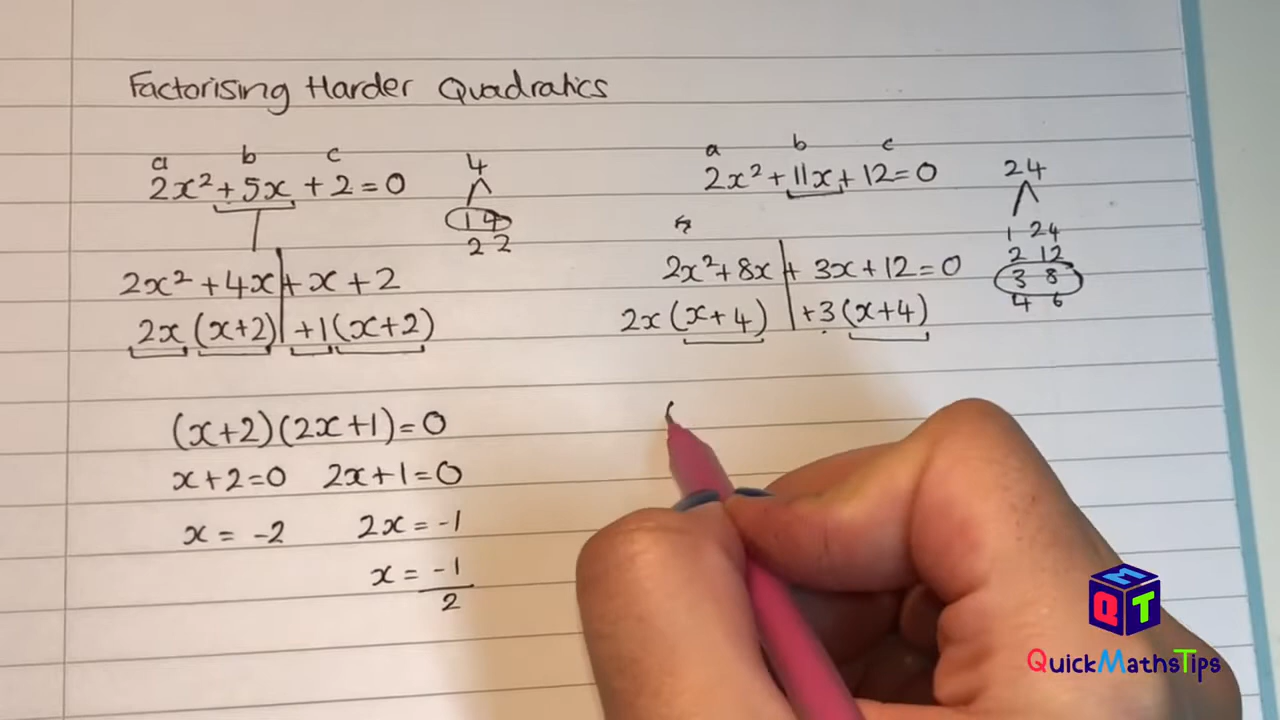 Factorising Harder Quadratics
a b c
2x² + 5x + 2 = 0
4
1 4
2 2
2x² + 4x + x + 2
2x (x+2) +1 (x+2)
(x+2)(2x+1) = 0
x+2=0 2x+1=0
x = -2 2x = -1
x = -1
2
a b c
2x² + 11x + 12 = 0
24
1 24
2 12
3 8
4 6
2x² + 8x + 3x + 12 = 0
2x (x+4) +3 (x+4)
(
QMT
QuickMathsTips